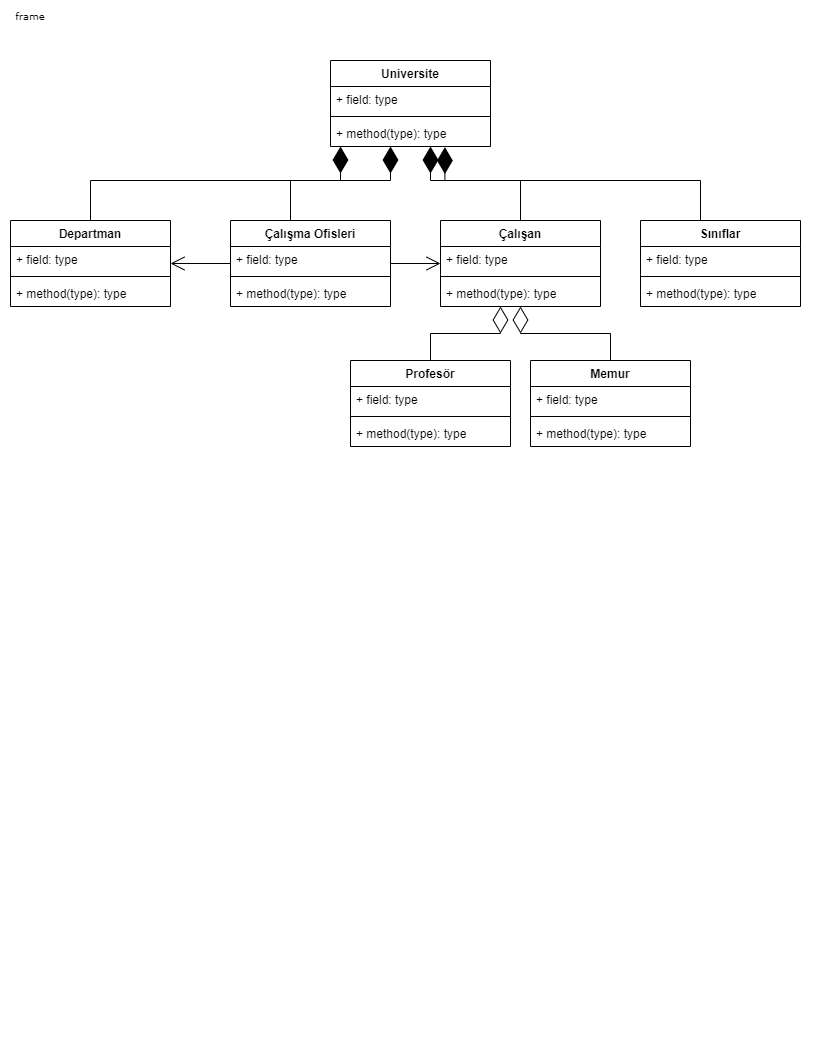 frame
Universite
+ field: type
+ method(type): type
Departman
+ field: type
+ method(type): type
Çalışma Ofisleri
+ field: type
+ method(type): type
Çalışan
+ field: type
+ method(type): type
Sınıflar
+ field: type
+ method(type): type
Profesör
+ field: type
+ method(type): type
Memur
+ field: type
+ method(type): type